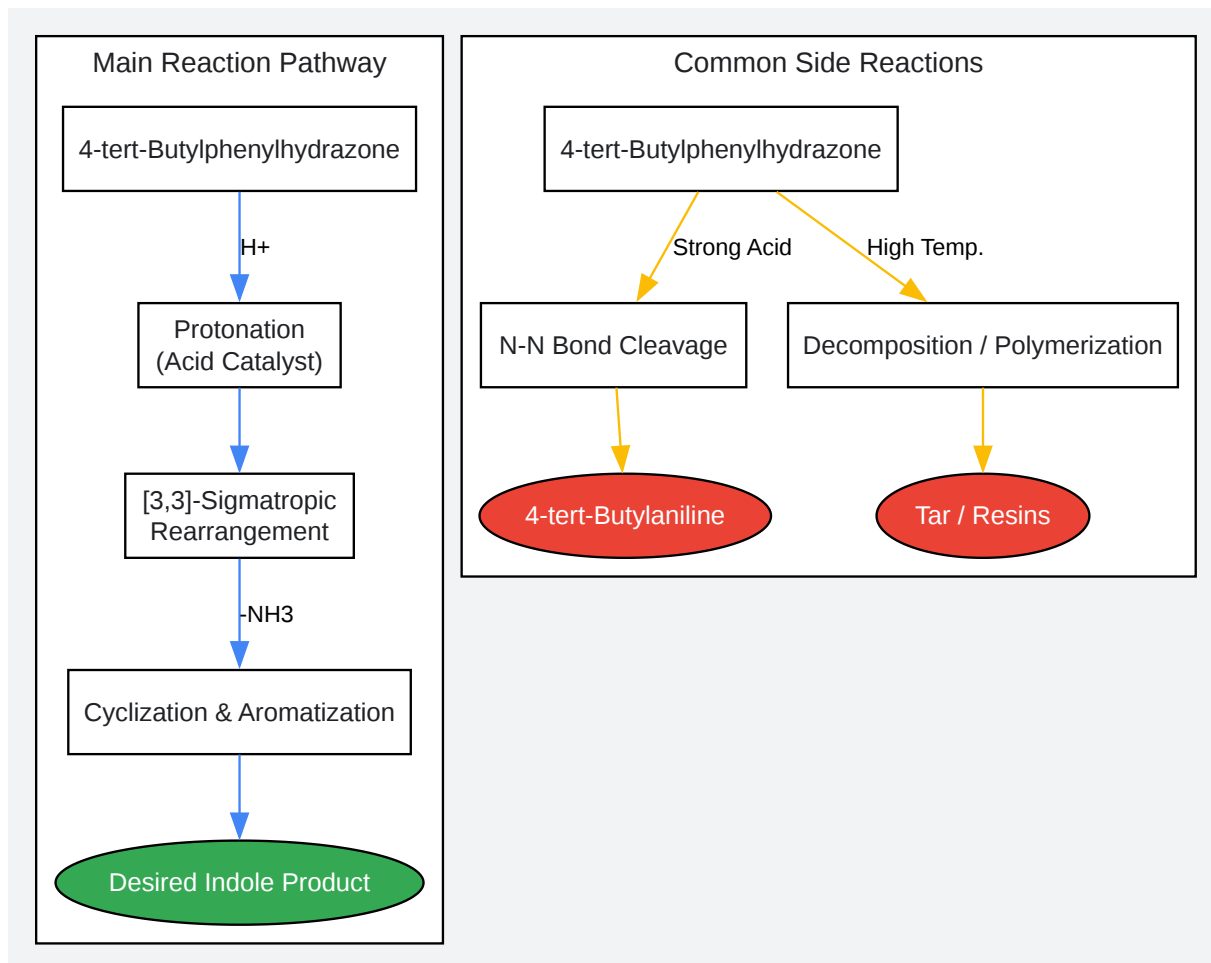 Main Reaction Pathway
4-tert-Butylphenylhydrazone
H+
Protonation
(Acid Catalyst)
[3,3]-Sigmatropic
Rearrangement
-NH3
Cyclization & Aromatization
Desired Indole Product
Common Side Reactions
4-tert-Butylphenylhydrazone
Strong Acid
High Temp.
N-N Bond Cleavage
Decomposition / Polymerization
4-tert-Butylaniline
Tar / Resins